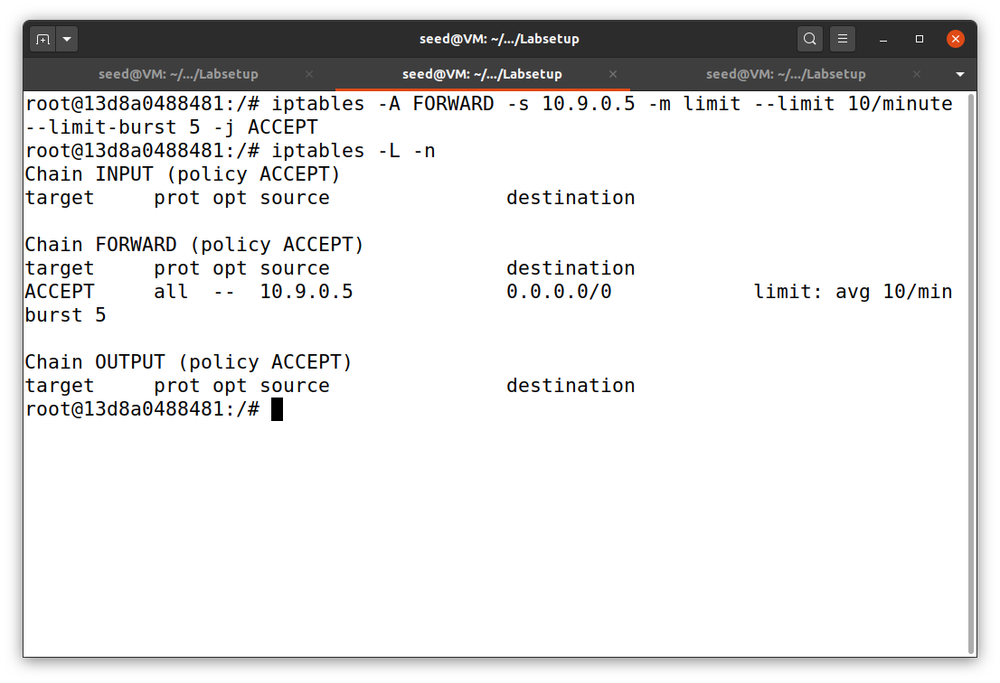 seed@VM: ~/.../Labsetup
seed@VM: ~/.../Labsetup × seed@VM: ~/.../Labsetup × seed@VM: ~/.../Labsetup ×
root@13d8a0488481:/# iptables -A FORWARD -s 10.9.0.5 -m limit --limit 10/minute
--limit-burst 5 -j ACCEPT
root@13d8a0488481:/# iptables -L -n
Chain INPUT (policy ACCEPT)
target     prot opt source               destination

Chain FORWARD (policy ACCEPT)
target     prot opt source               destination
ACCEPT     all  --  10.9.0.5             0.0.0.0/0            limit: avg 10/min
burst 5

Chain OUTPUT (policy ACCEPT)
target     prot opt source               destination
root@13d8a0488481:/#